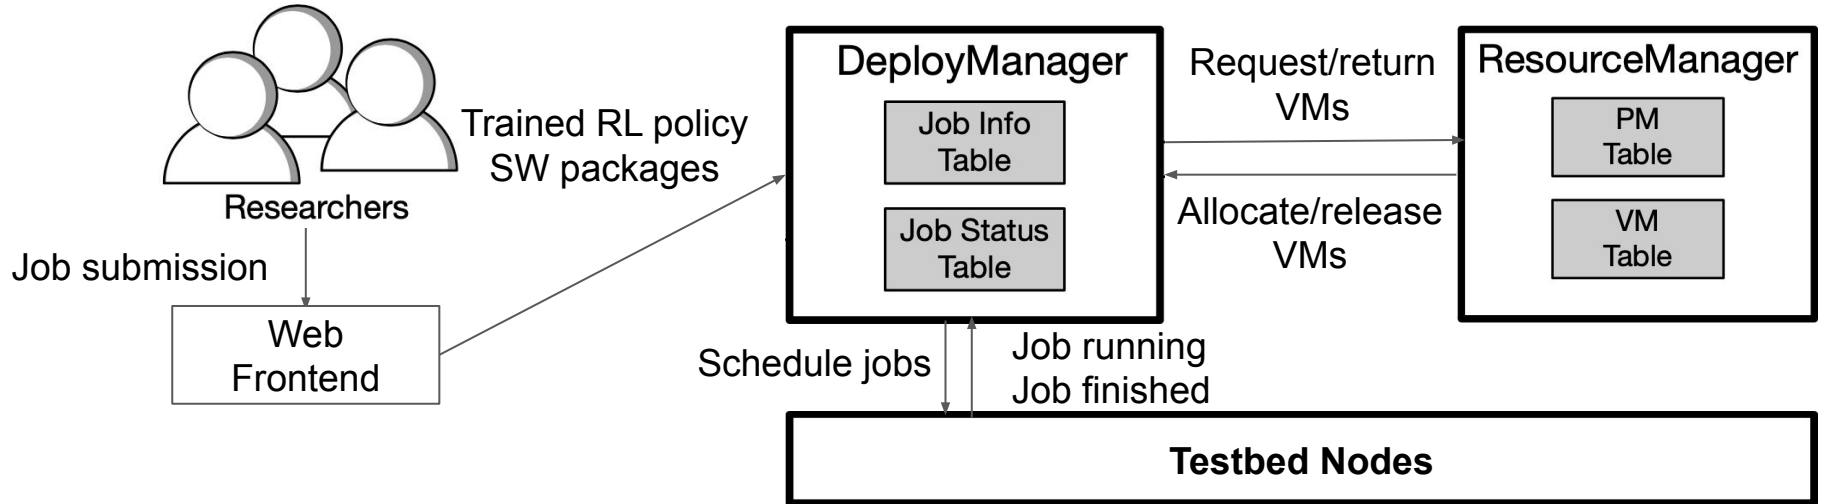 Researchers
Job submission
Web
Frontend
Trained RL policy
SW packages
DeployManager
Job Info
Table
Job Status
Table
Request/return
VMs
Allocate/release
VMs
ResourceManager
PM
Table
VM
Table
Schedule jobs
Job running
Job finished
Testbed Nodes